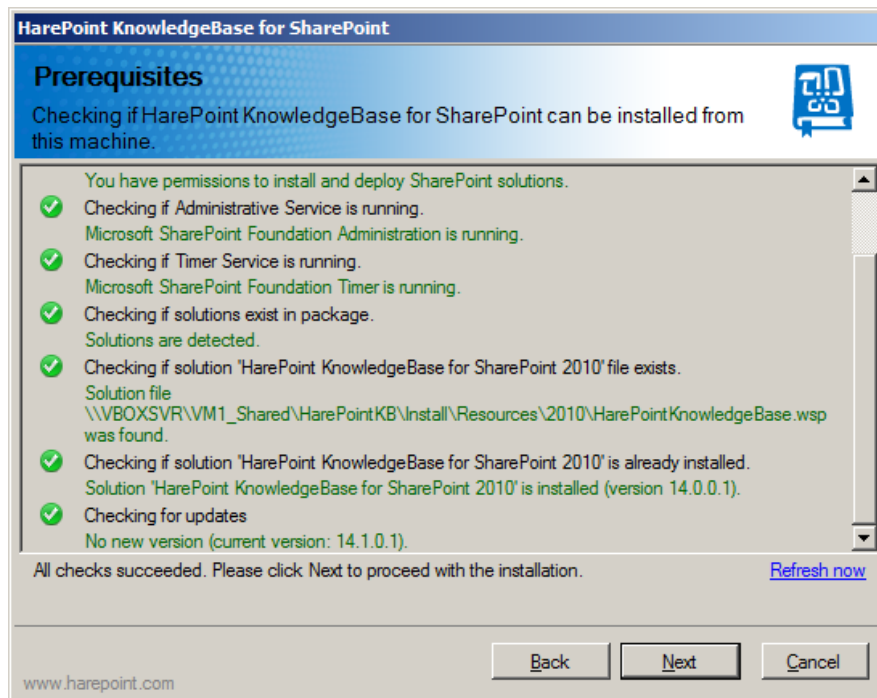 HarePoint KnowledgeBase for SharePoint
Prerequisites
Checking if HarePoint KnowledgeBase for SharePoint can be installed from
this machine.
You have permissions to install and deploy SharePoint solutions.
Checking if Administrative Service is running.
Microsoft SharePoint Foundation Administration is running.
Checking if Timer Service is running.
Microsoft SharePoint Foundation Timer is running.
Checking if solutions exist in package.
Solutions are detected.
Checking if solution 'HarePoint KnowledgeBase for SharePoint 2010' file exists.
Solution file
\\VBOXSVR\VM1_Shared\HarePointKB\Install\Resources\2010\HarePointKnowledgeBase.wsp
was found.
Checking if solution 'HarePoint KnowledgeBase for SharePoint 2010' is already installed.
Solution 'HarePoint KnowledgeBase for SharePoint 2010' is installed (version 14.0.0.1).
Checking for updates
No new version (current version: 14.1.0.1).
All checks succeeded. Please click Next to proceed with the installation.
Refresh now
Back
Next
Cancel
www.harepoint.com